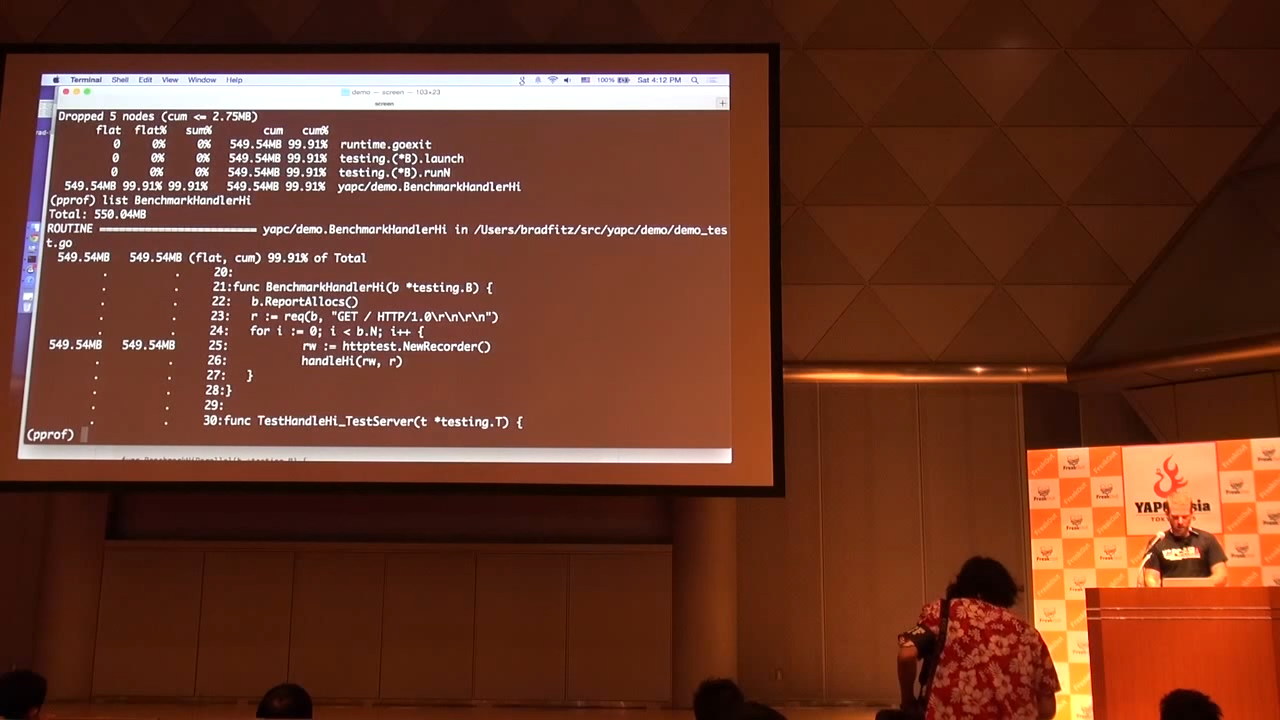 Terminal Shell Edit View Window Help 100% Sat 4:12 PM
demo — screen — 103×23
screen
Dropped 5 nodes (cum <= 2.75MB)
flat flat% sum% cum cum%
0 0% 0% 549.54MB 99.91% runtime.goexit
0 0% 0% 549.54MB 99.91% testing.(*B).launch
0 0% 0% 549.54MB 99.91% testing.(*B).runN
549.54MB 99.91% 99.91% 549.54MB 99.91% yapc/demo.BenchmarkHandlerHi
(pprof) list BenchmarkHandlerHi
Total: 550.04MB
ROUTINE ======================== yapc/demo.BenchmarkHandlerHi in /Users/bradfitz/src/yapc/demo/demo_tes
t.go
549.54MB 549.54MB (flat, cum) 99.91% of Total
. . 20:
. . 21:func BenchmarkHandlerHi(b *testing.B) {
. . 22: b.ReportAllocs()
. . 23: r := req(b, "GET / HTTP/1.0\r\n\r\n")
. . 24: for i := 0; i < b.N; i++ {
549.54MB 549.54MB 25: rw := httptest.NewRecorder()
. . 26: handleHi(rw, r)
. . 27: }
. . 28:}
. . 29:
. . 30:func TestHandleHi_TestServer(t *testing.T) {
(pprof)
FreakOut